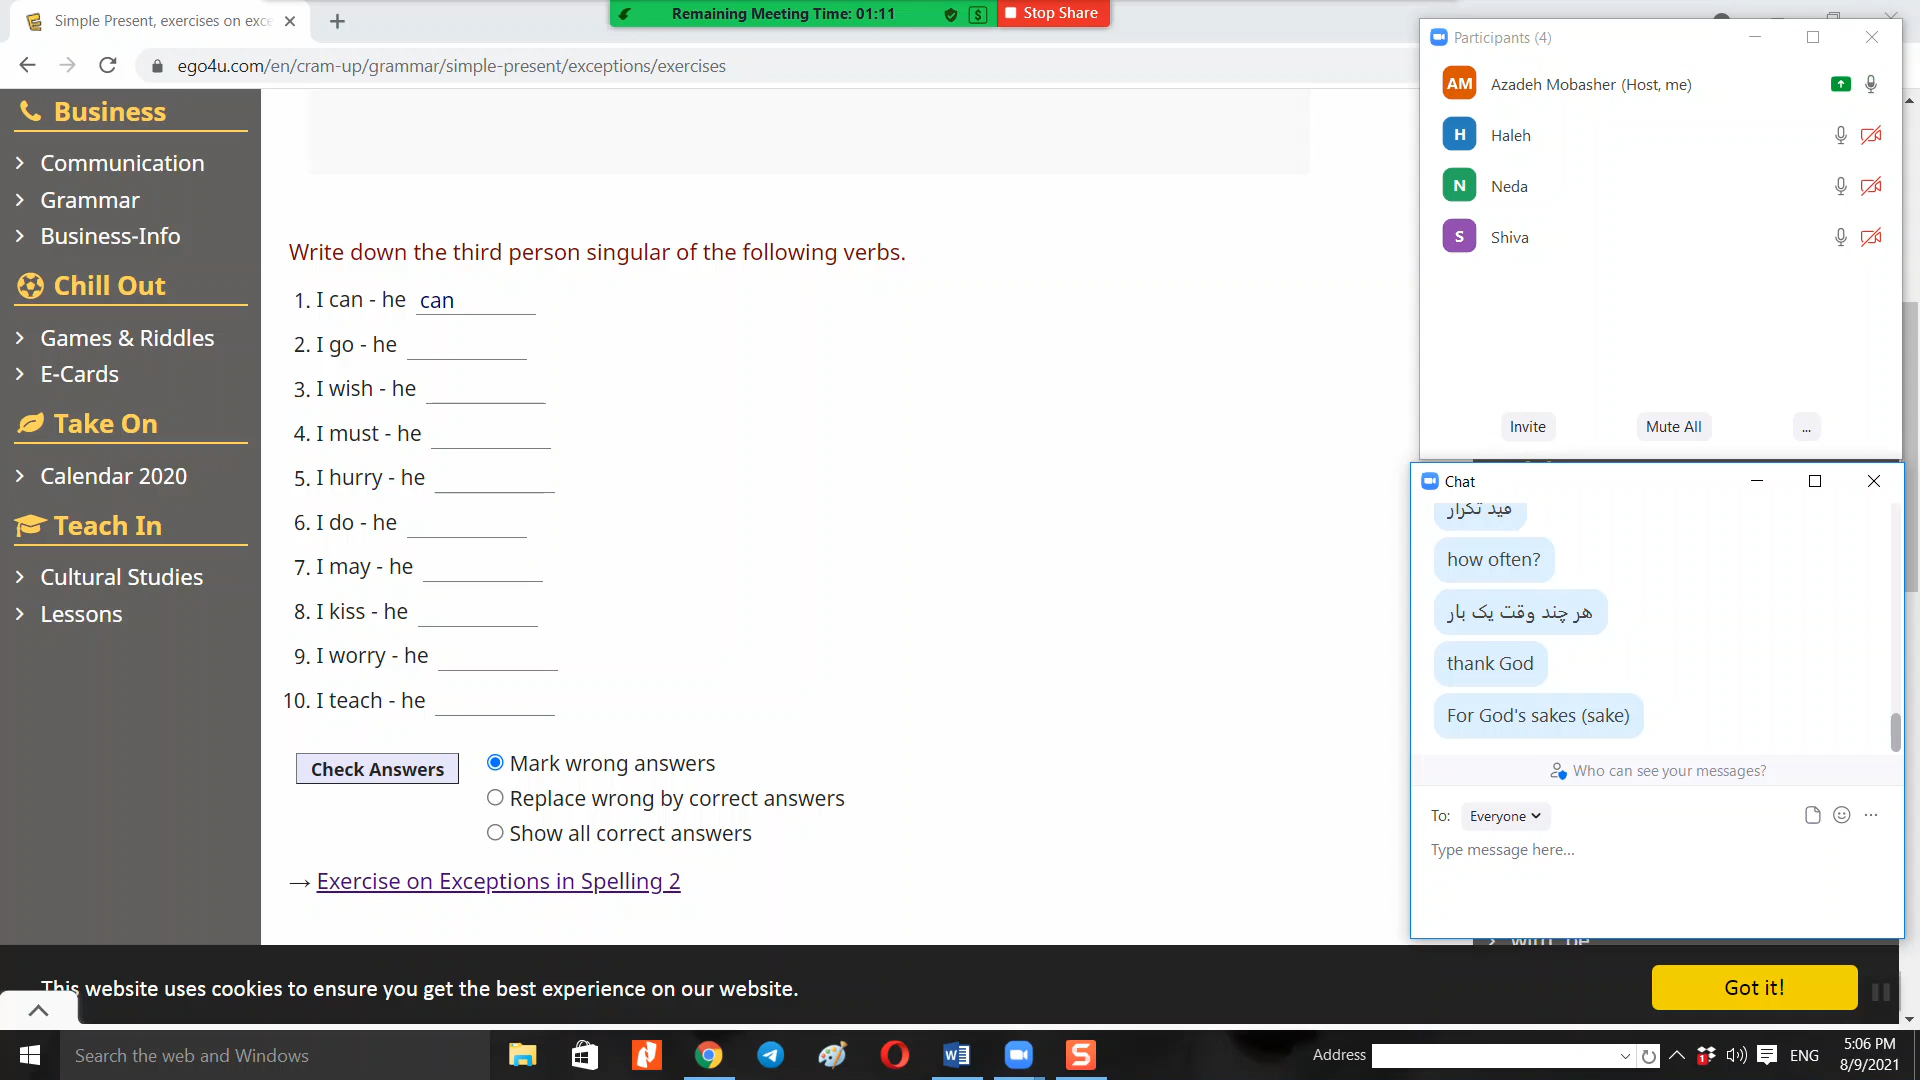 Simple Present, exercises on exce
Remaining Meeting Time: 01:11
Stop Share
ego4u.com/en/cram-up/grammar/simple-present/exceptions/exercises
Business
Communication
Grammar
Business-Info
Chill Out
Games & Riddles
E-Cards
Take On
Calendar 2020
Teach In
Cultural Studies
Lessons
Write down the third person singular of the following verbs.
1. I can - he can
2. I go - he
3. I wish - he
4. I must - he
5. I hurry - he
6. I do - he
7. I may - he
8. I kiss - he
9. I worry - he
10. I teach - he
Check Answers
Mark wrong answers
Replace wrong by correct answers
Show all correct answers
→ Exercise on Exceptions in Spelling 2
Participants (4)
AM Azadeh Mobasher (Host, me)
H Haleh
N Neda
S Shiva
Invite
Mute All
...
Chat
قید تکرار
how often?
هر چند وقت یک بار
thank God
For God's sakes (sake)
Who can see your messages?
To: Everyone
Type message here...
This website uses cookies to ensure you get the best experience on our website.
Got it!
Search the web and Windows
Address
ENG
5:06 PM
8/9/2021